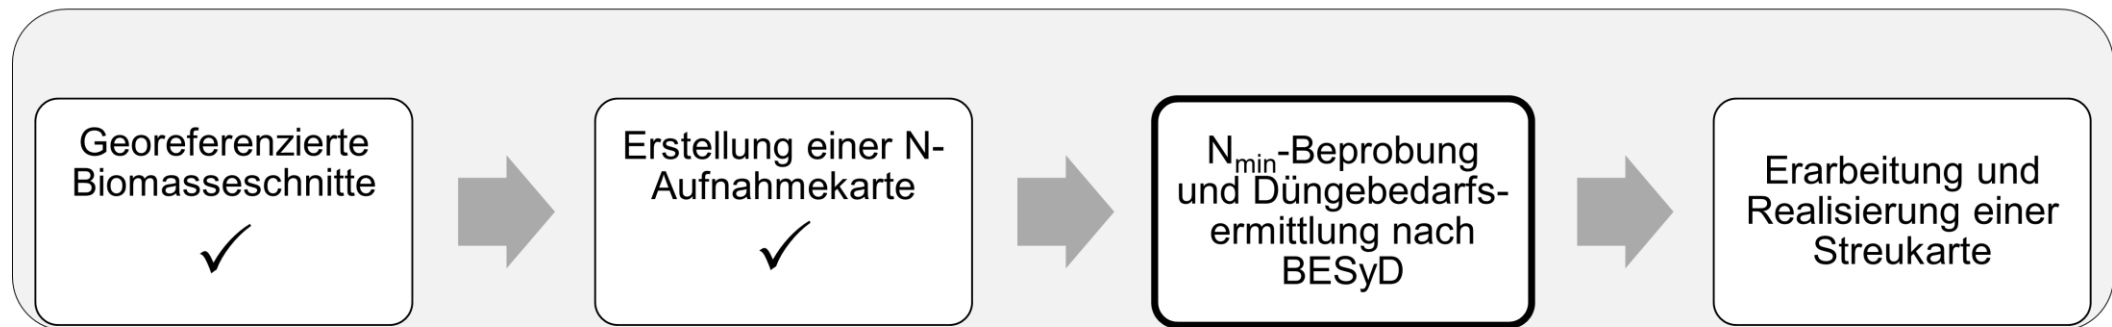 Georeferenzierte
Biomasseschnitte
✓
Erstellung einer N-
Aufnahmekarte
✓
Nmin-Beprobung
und Düngebedarfs-
ermittlung nach
BESyD
Erarbeitung und
Realisierung einer
Streukarte